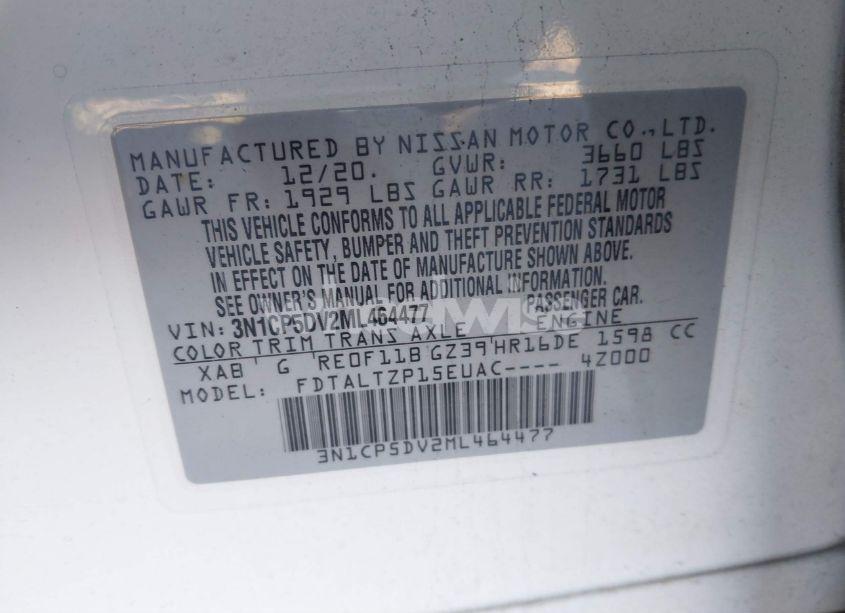 MANUFACTURED BY NISSAN MOTOR CO.,LTD.
DATE: 12/20. GVWR: 3660 LBS
GAWR FR: 1929 LBS GAWR RR: 1731 LBS
THIS VEHICLE CONFORMS TO ALL APPLICABLE FEDERAL MOTOR
VEHICLE SAFETY, BUMPER AND THEFT PREVENTION STANDARDS
IN EFFECT ON THE DATE OF MANUFACTURE SHOWN ABOVE.
SEE OWNER'S MANUAL FOR ADDITIONAL INFORMATION.
VIN: 3N1CP5DV2ML464477 PASSENGER CAR.
COLOR TRIM TRANS AXLE ENGINE
XAB G RE0F11B GZ39 HR16DE 1598 CC
MODEL: FDTALTZP15EUAC---- 4Z000
3N1CP5DV2ML464477